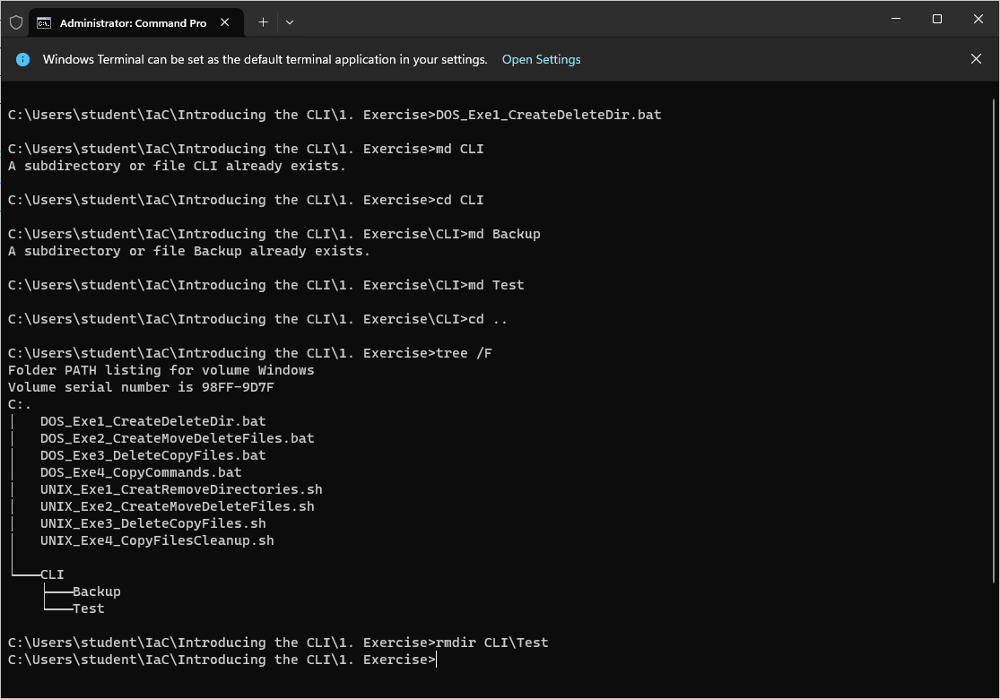 Administrator: Command Pro
Windows Terminal can be set as the default terminal application in your settings. Open Settings
C:\Users\student\IaC\Introducing the CLI\1. Exercise>DOS_Exe1_CreateDeleteDir.bat
C:\Users\student\IaC\Introducing the CLI\1. Exercise>md CLI
A subdirectory or file CLI already exists.
C:\Users\student\IaC\Introducing the CLI\1. Exercise>cd CLI
C:\Users\student\IaC\Introducing the CLI\1. Exercise\CLI>md Backup
A subdirectory or file Backup already exists.
C:\Users\student\IaC\Introducing the CLI\1. Exercise\CLI>md Test
C:\Users\student\IaC\Introducing the CLI\1. Exercise\CLI>cd ..
C:\Users\student\IaC\Introducing the CLI\1. Exercise>tree /F
Folder PATH listing for volume Windows
Volume serial number is 98FF-9D7F
C:.
│   DOS_Exe1_CreateDeleteDir.bat
│   DOS_Exe2_CreateMoveDeleteFiles.bat
│   DOS_Exe3_DeleteCopyFiles.bat
│   DOS_Exe4_CopyCommands.bat
│   UNIX_Exe1_CreatRemoveDirectories.sh
│   UNIX_Exe2_CreateMoveDeleteFiles.sh
│   UNIX_Exe3_DeleteCopyFiles.sh
│   UNIX_Exe4_CopyFilesCleanup.sh
│
└───CLI
    ├───Backup
    └───Test
C:\Users\student\IaC\Introducing the CLI\1. Exercise>rmdir CLI\Test
C:\Users\student\IaC\Introducing the CLI\1. Exercise>